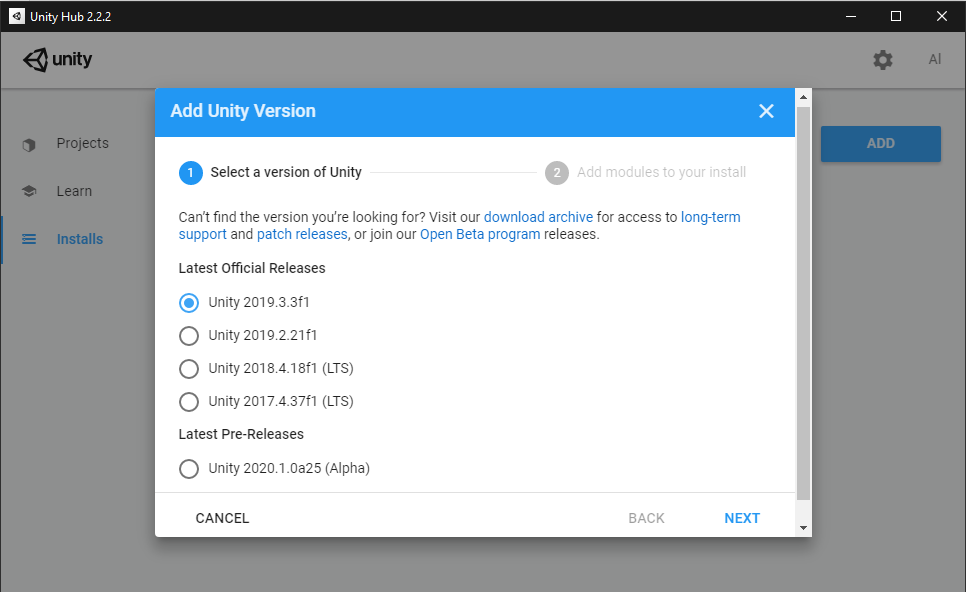 Unity Hub 2.2.2
unity
Al
Add Unity Version
Projects
ADD
1 Select a version of Unity
2 Add modules to your install
Learn
Can't find the version you're looking for? Visit our download archive for access to long-term
support and patch releases, or join our Open Beta program releases.
Installs
Latest Official Releases
Unity 2019.3.3f1
Unity 2019.2.21f1
Unity 2018.4.18f1 (LTS)
Unity 2017.4.37f1 (LTS)
Latest Pre-Releases
Unity 2020.1.0a25 (Alpha)
CANCEL
BACK
NEXT